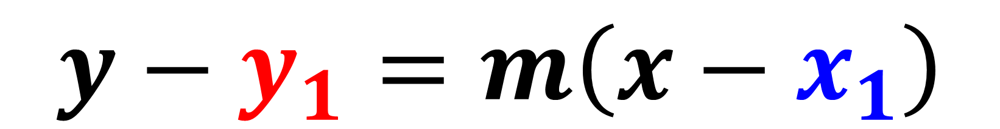 y − y₁ = m(x − x₁)